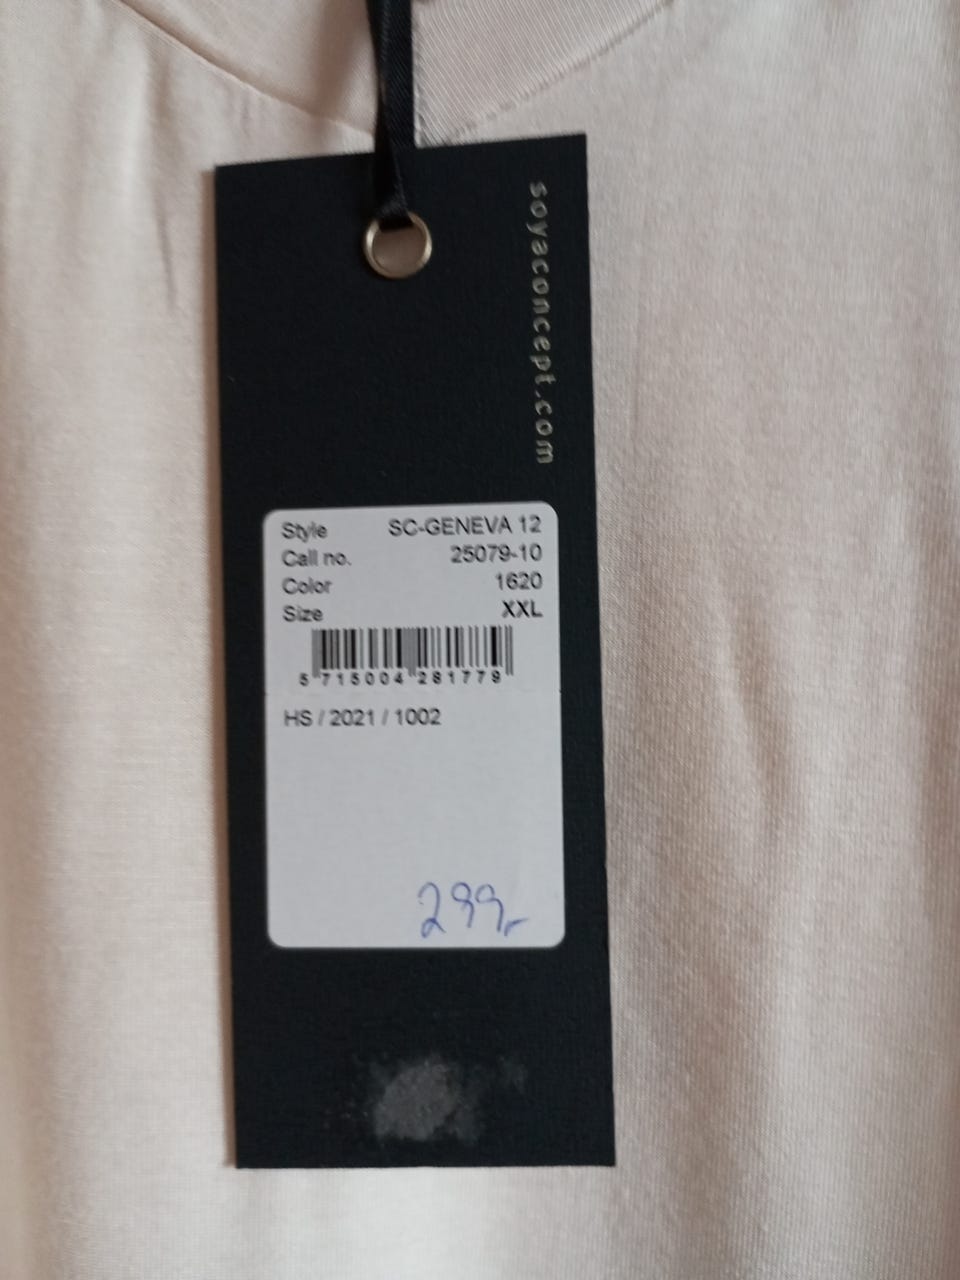 soyaconcept.com
Style SC-GENEVA 12
Call no. 25079-10
Color 1620
Size XXL
5 715004 281779
HS / 2021 / 1002
299,-